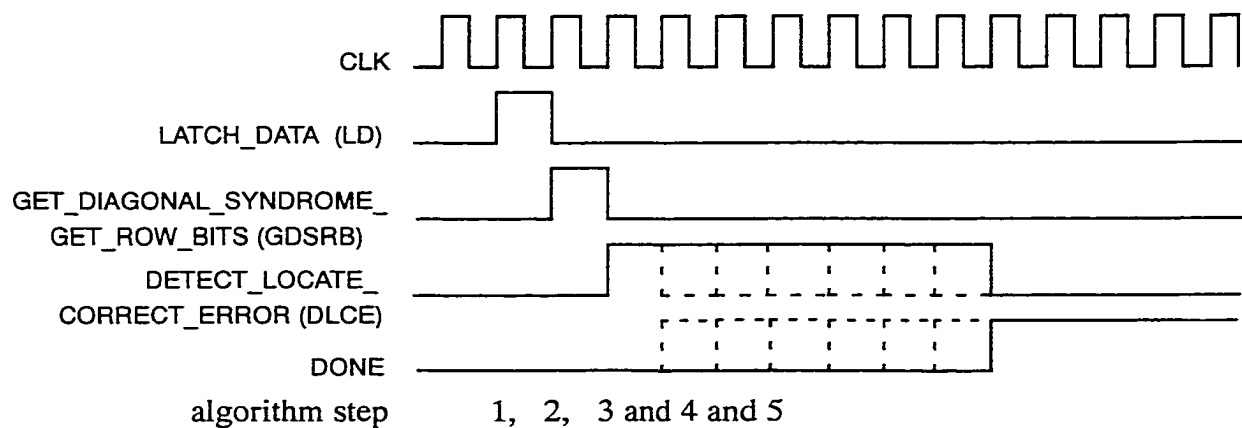 CLK
LATCH_DATA (LD)
GET_DIAGONAL_SYNDROME_
GET_ROW_BITS (GDSRB)
DETECT_LOCATE_
CORRECT_ERROR (DLCE)
DONE
algorithm step 1, 2, 3 and 4 and 5